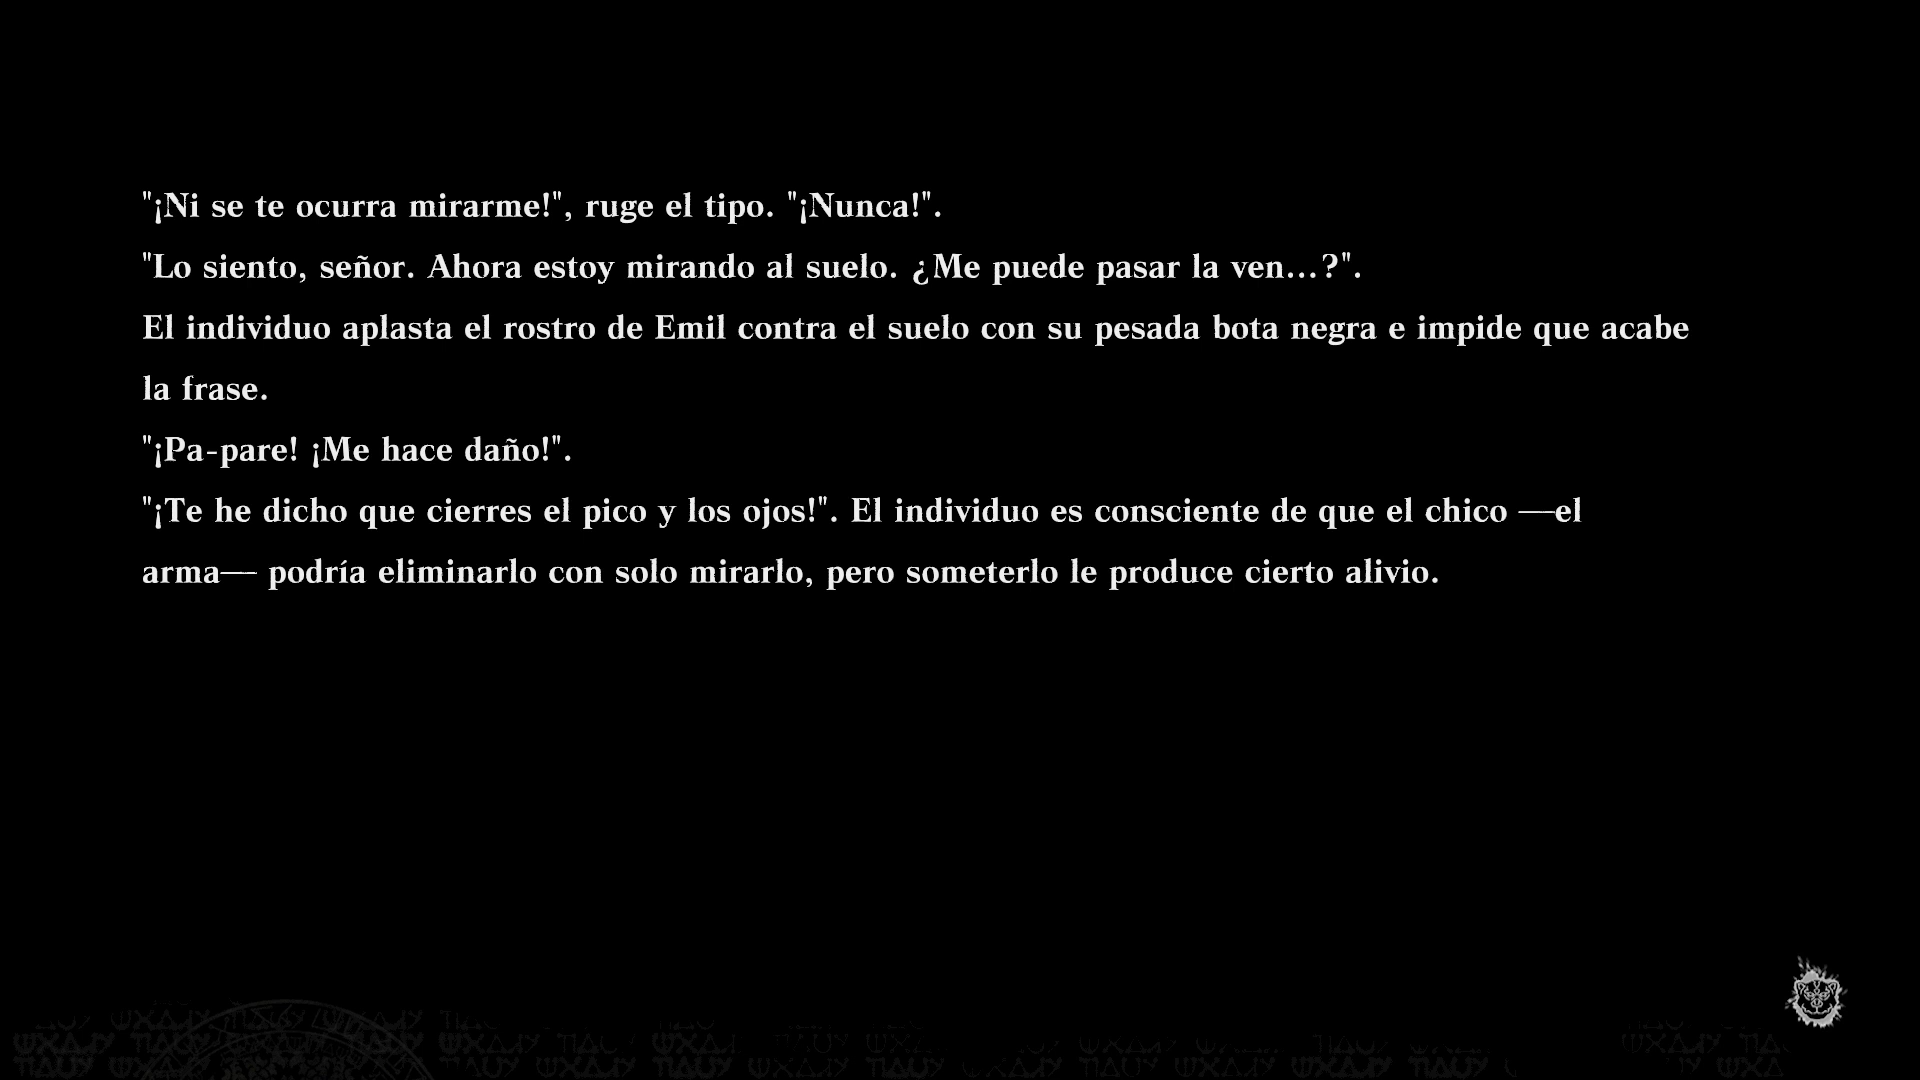 "¡Ni se te ocurra mirarme!", ruge el tipo. "¡Nunca!".
"Lo siento, señor. Ahora estoy mirando al suelo. ¿Me puede pasar la ven...?".
El individuo aplasta el rostro de Emil contra el suelo con su pesada bota negra e impide que acabe
la frase.
"¡Pa-pare! ¡Me hace daño!".
"¡Te he dicho que cierres el pico y los ojos!". El individuo es consciente de que el chico —el
arma— podría eliminarlo con solo mirarlo, pero someterlo le produce cierto alivio.